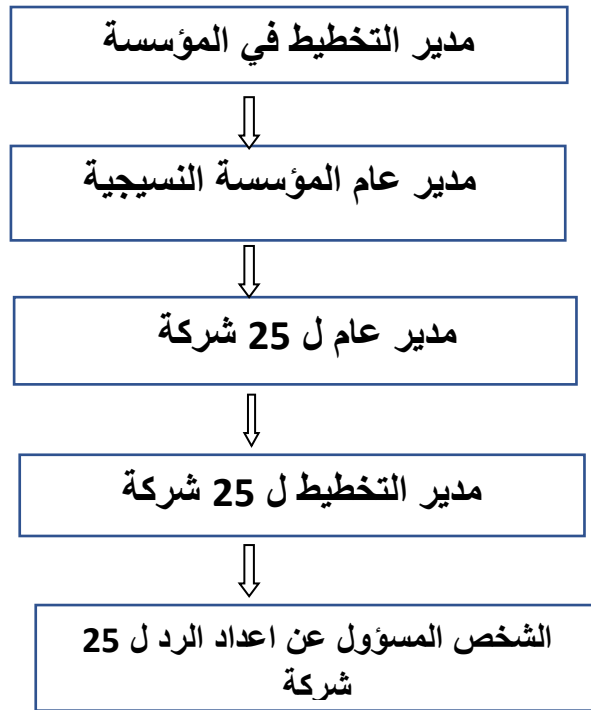 مدير التخطيط في المؤسسة
مدير عام المؤسسة النسيجية
مدير عام ل 25 شركة
مدير التخطيط ل 25 شركة
الشخص المسؤول عن اعداد الرد ل 25
شركة